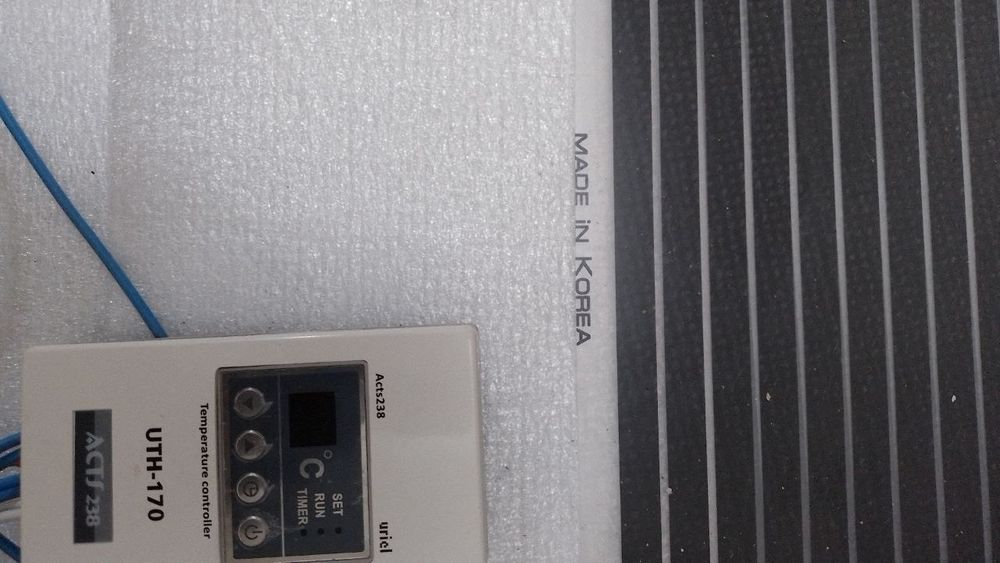 MADE IN KOREA
Acts238
uriel
°C
SET
RUN
TIMER
Temperature controller
UTH-170
ACTS 238